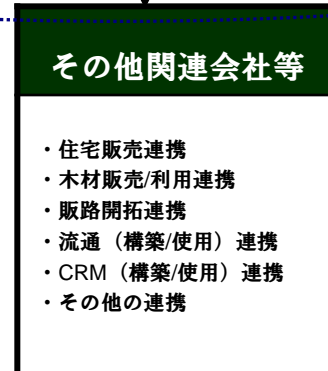 その他関連会社等
・住宅販売連携
・木材販売/利用連携
・販路開拓連携
・流通（構築/使用）連携
・CRM（構築/使用）連携
・その他の連携